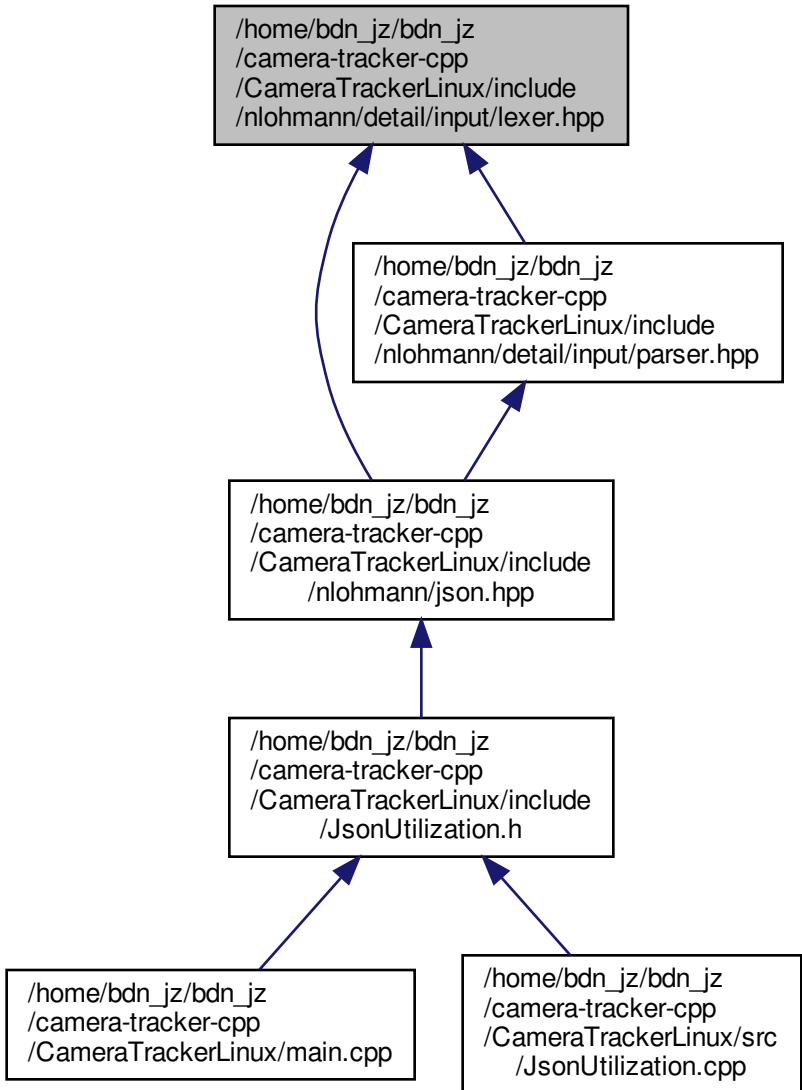 /home/bdn_jz/bdn_jz
/camera-tracker-cpp
/CameraTrackerLinux/include
/nlohmann/detail/input/lexer.hpp
/home/bdn_jz/bdn_jz
/camera-tracker-cpp
/CameraTrackerLinux/include
/nlohmann/detail/input/parser.hpp
/home/bdn_jz/bdn_jz
/camera-tracker-cpp
/CameraTrackerLinux/include
/nlohmann/json.hpp
/home/bdn_jz/bdn_jz
/camera-tracker-cpp
/CameraTrackerLinux/include
/JsonUtilization.h
/home/bdn_jz/bdn_jz
/camera-tracker-cpp
/CameraTrackerLinux/main.cpp
/home/bdn_jz/bdn_jz
/camera-tracker-cpp
/CameraTrackerLinux/src
/JsonUtilization.cpp